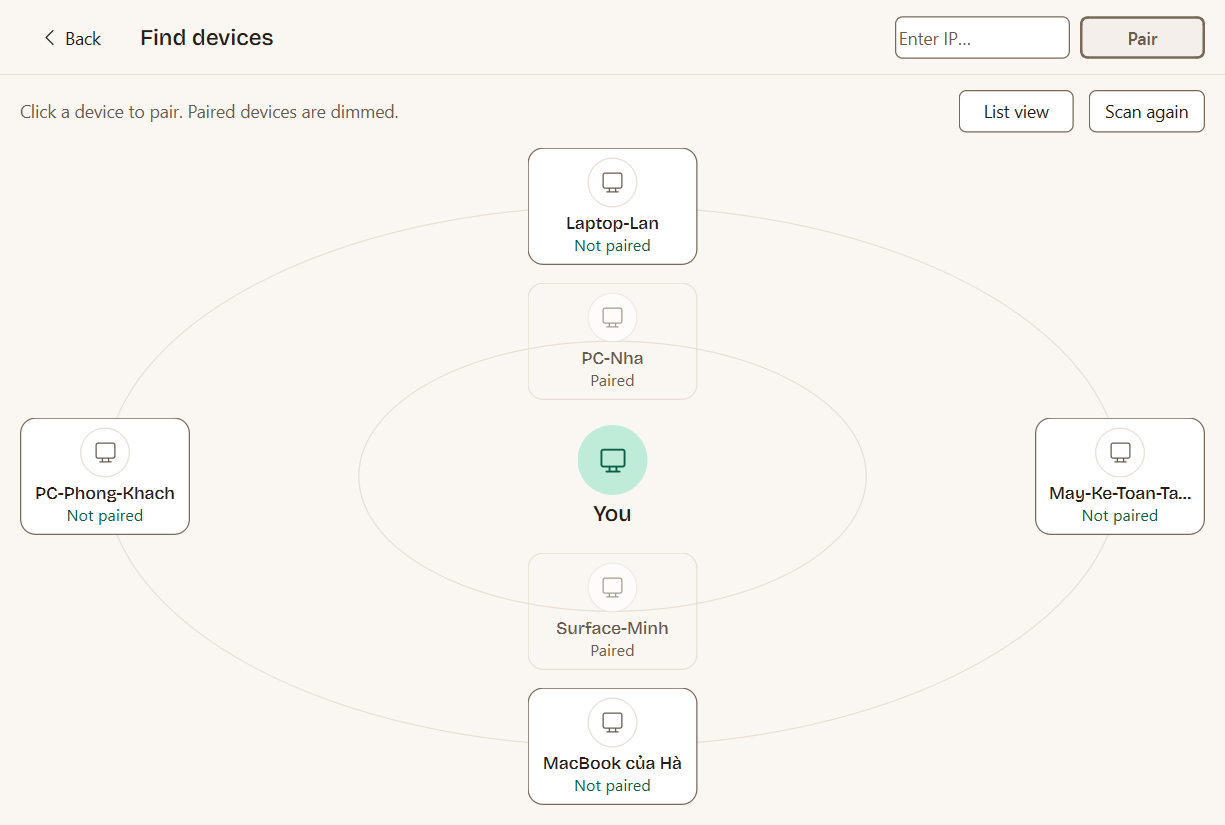 Back
Find devices
Enter IP...
Pair
Click a device to pair. Paired devices are dimmed.
List view
Scan again
Laptop-Lan
Not paired
PC-Nha
Paired
PC-Phong-Khach
Not paired
You
May-Ke-Toan-Ta...
Not paired
Surface-Minh
Paired
MacBook của Hà
Not paired